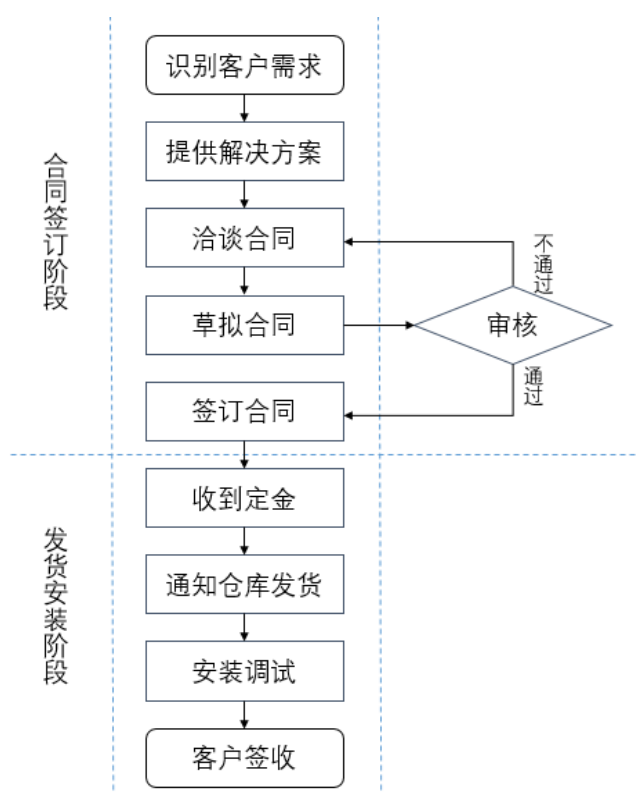 识别客户需求
提供解决方案
合同签订阶段
洽谈合同
不通过
草拟合同
审核
通过
签订合同
收到定金
发货安装阶段
通知仓库发货
安装调试
客户签收